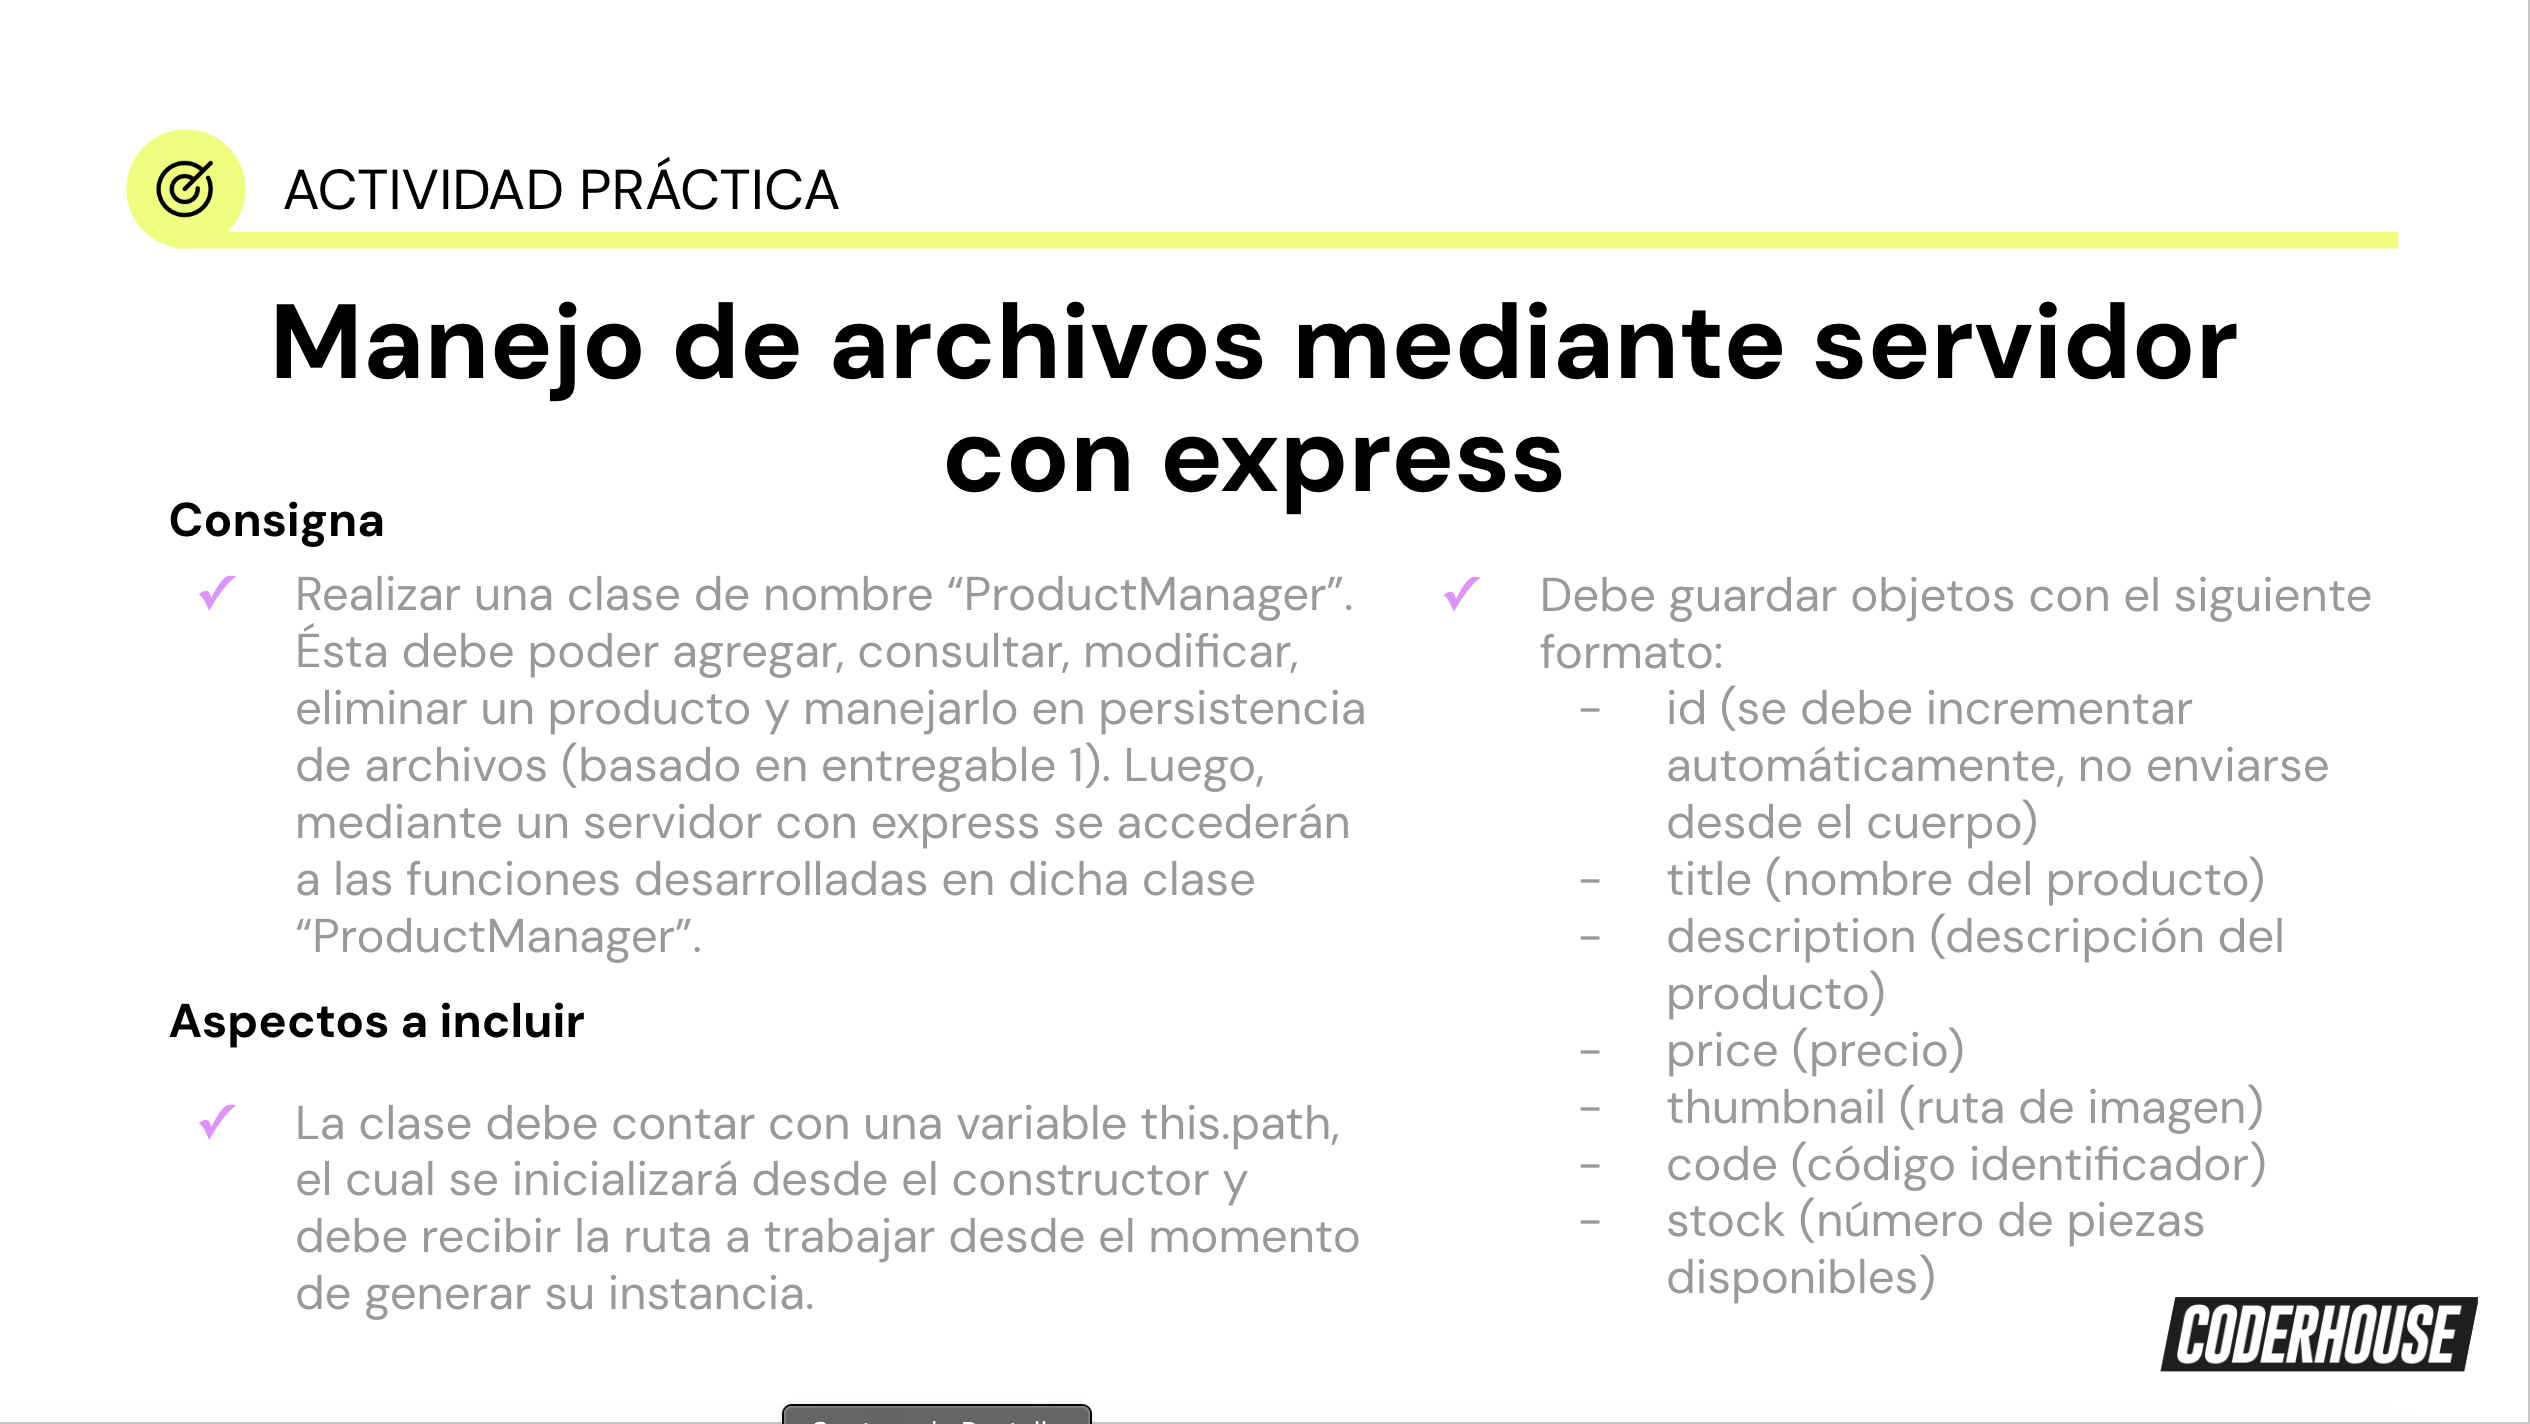 ACTIVIDAD PRÁCTICA
Manejo de archivos mediante servidor
con express
Consigna
✓ Realizar una clase de nombre “ProductManager”.
Ésta debe poder agregar, consultar, modificar,
eliminar un producto y manejarlo en persistencia
de archivos (basado en entregable 1). Luego,
mediante un servidor con express se accederán
a las funciones desarrolladas en dicha clase
“ProductManager”.
Aspectos a incluir
✓ La clase debe contar con una variable this.path,
el cual se inicializará desde el constructor y
debe recibir la ruta a trabajar desde el momento
de generar su instancia.
✓ Debe guardar objetos con el siguiente
formato:
- id (se debe incrementar
automáticamente, no enviarse
desde el cuerpo)
- title (nombre del producto)
- description (descripción del
producto)
- price (precio)
- thumbnail (ruta de imagen)
- code (código identificador)
- stock (número de piezas
disponibles)
CODERHOUSE